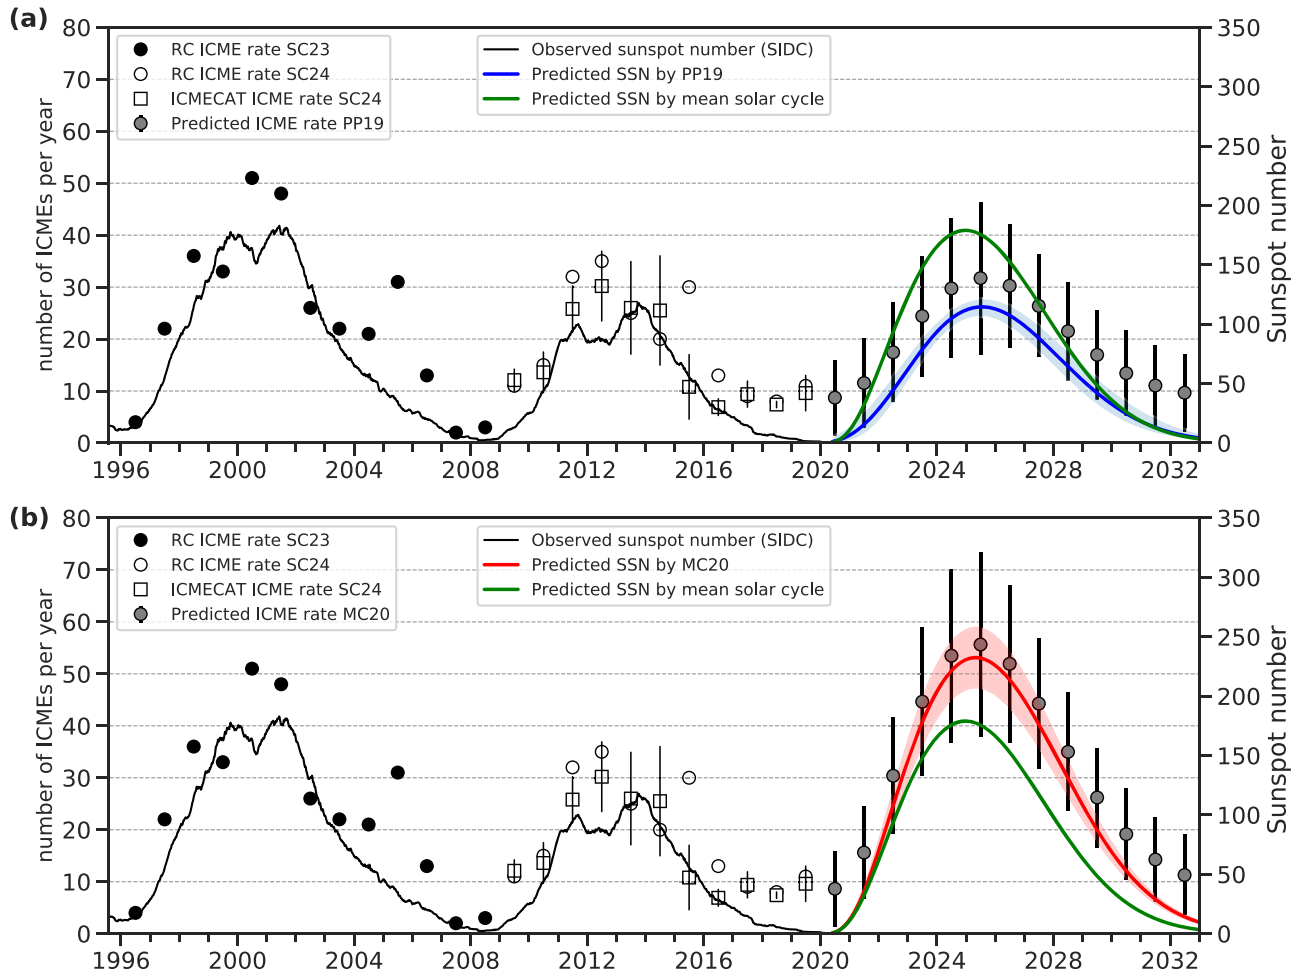 (a)
80
70
60
50
40
30
20
10
0
number of ICMEs per year
RC ICME rate SC23
RC ICME rate SC24
ICMECAT ICME rate SC24
Predicted ICME rate PP19
Observed sunspot number (SIDC)
Predicted SSN by PP19
Predicted SSN by mean solar cycle
350
300
250
200
150
100
50
0
Sunspot number
1996 2000 2004 2008 2012 2016 2020 2024 2028 2032
(b)
80
70
60
50
40
30
20
10
0
number of ICMEs per year
RC ICME rate SC23
RC ICME rate SC24
ICMECAT ICME rate SC24
Predicted ICME rate MC20
Observed sunspot number (SIDC)
Predicted SSN by MC20
Predicted SSN by mean solar cycle
350
300
250
200
150
100
50
0
Sunspot number
1996 2000 2004 2008 2012 2016 2020 2024 2028 2032